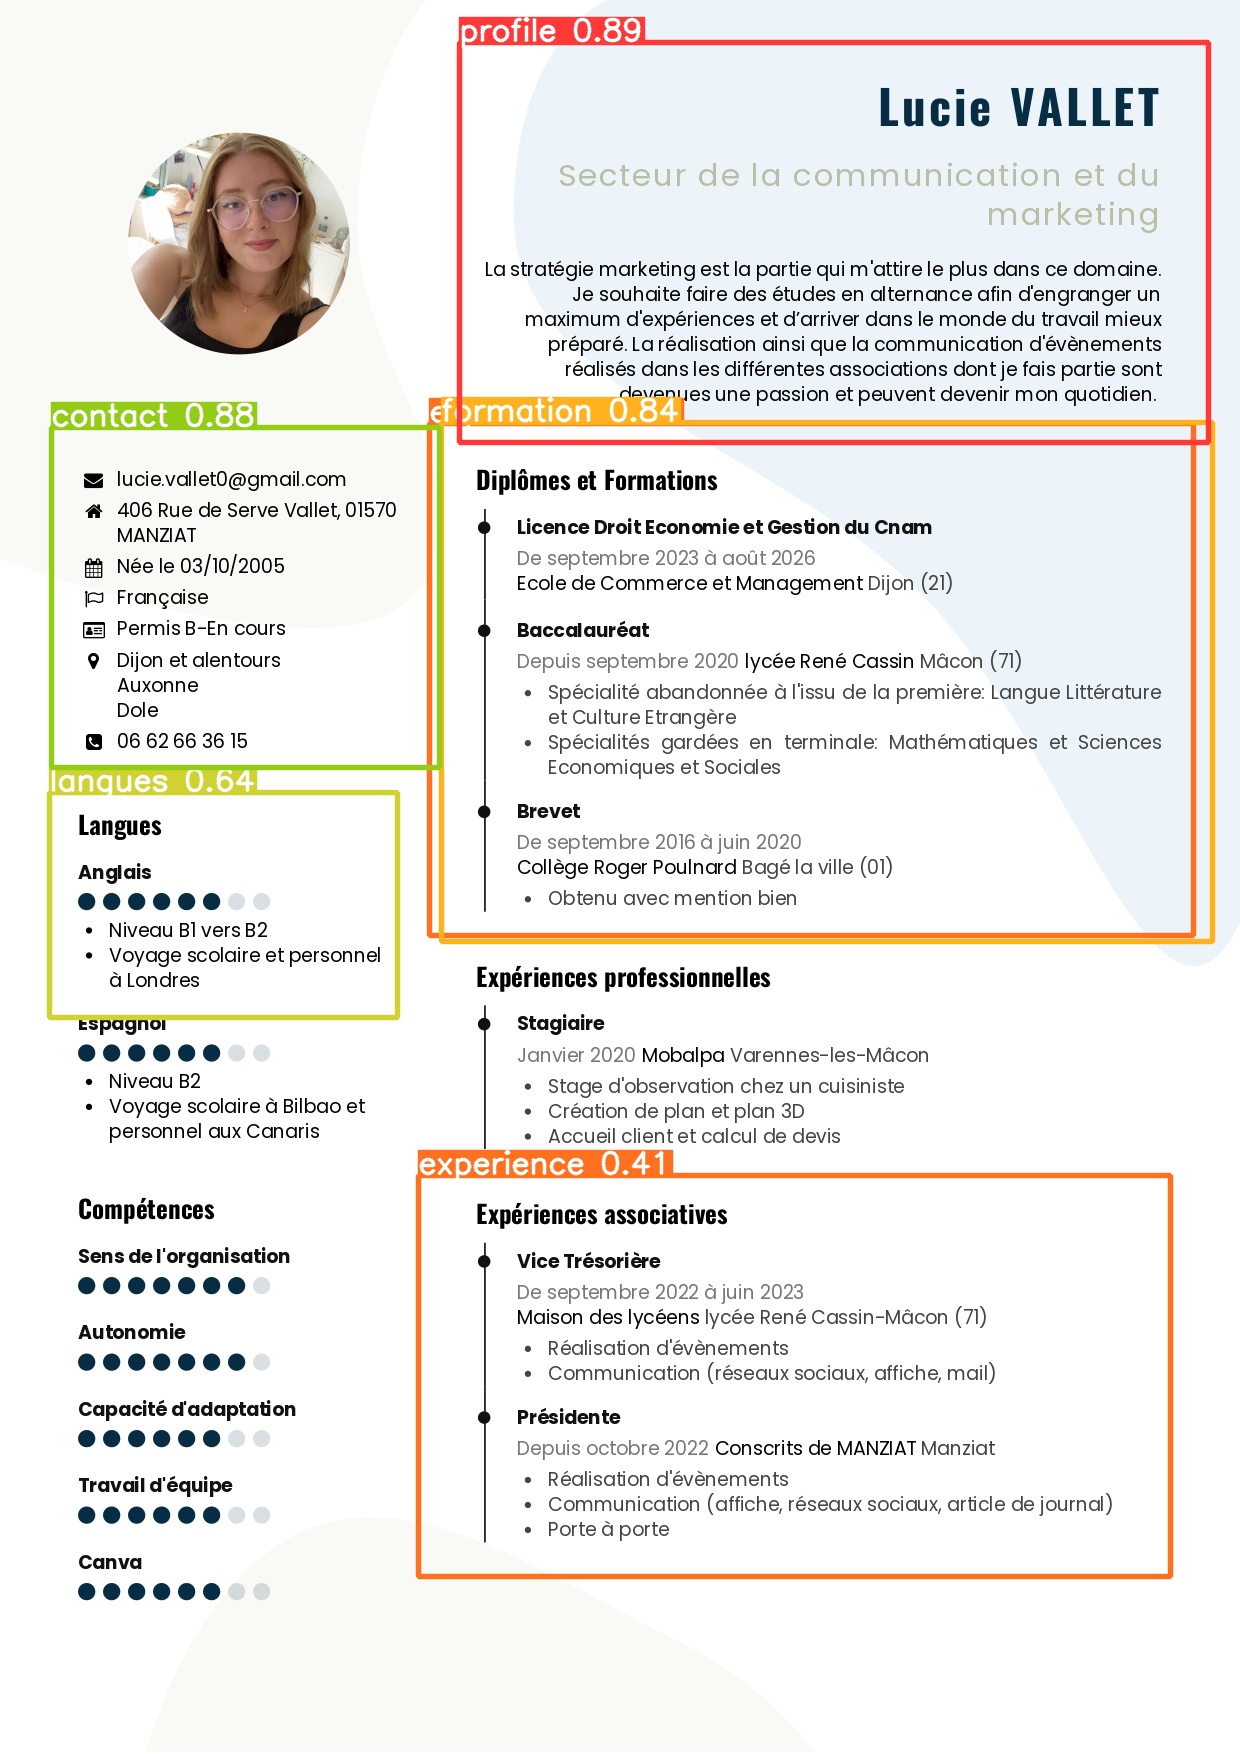 profile 0.89
Lucie VALLET
Secteur de la communication et du
marketing
La stratégie marketing est la partie qui m'attire le plus dans ce domaine.
Je souhaite faire des études en alternance afin d'engranger un
maximum d'expériences et d’arriver dans le monde du travail mieux
préparé. La réalisation ainsi que la communication d'évènements
réalisés dans les différentes associations dont je fais partie sont
devenues une passion et peuvent devenir mon quotidien.
contact 0.88
lucie.vallet0@gmail.com
406 Rue de Serve Vallet, 01570
MANZIAT
Née le 03/10/2005
Française
Permis B-En cours
Dijon et alentours
Auxonne
Dole
06 62 66 36 15
langues 0.64
Langues
Anglais
• Niveau B1 vers B2
• Voyage scolaire et personnel
à Londres
Espagnol
• Niveau B2
• Voyage scolaire à Bilbao et
personnel aux Canaris
Compétences
Sens de l'organisation
Autonomie
Capacité d'adaptation
Travail d'équipe
Canva
formation 0.84
Diplômes et Formations
Licence Droit Economie et Gestion du Cnam
De septembre 2023 à août 2026
Ecole de Commerce et Management Dijon (21)
Baccalauréat
Depuis septembre 2020 lycée René Cassin Mâcon (71)
• Spécialité abandonnée à l'issu de la première: Langue Littérature
et Culture Etrangère
• Spécialités gardées en terminale: Mathématiques et Sciences
Economiques et Sociales
Brevet
De septembre 2016 à juin 2020
Collège Roger Poulnard Bagé la ville (01)
• Obtenu avec mention bien
Expériences professionnelles
Stagiaire
Janvier 2020 Mobalpa Varennes-les-Mâcon
• Stage d'observation chez un cuisiniste
• Création de plan et plan 3D
• Accueil client et calcul de devis
experience 0.41
Expériences associatives
Vice Trésorière
De septembre 2022 à juin 2023
Maison des lycéens lycée René Cassin-Mâcon (71)
• Réalisation d'évènements
• Communication (réseaux sociaux, affiche, mail)
Présidente
Depuis octobre 2022 Conscrits de MANZIAT Manziat
• Réalisation d'évènements
• Communication (affiche, réseaux sociaux, article de journal)
• Porte à porte